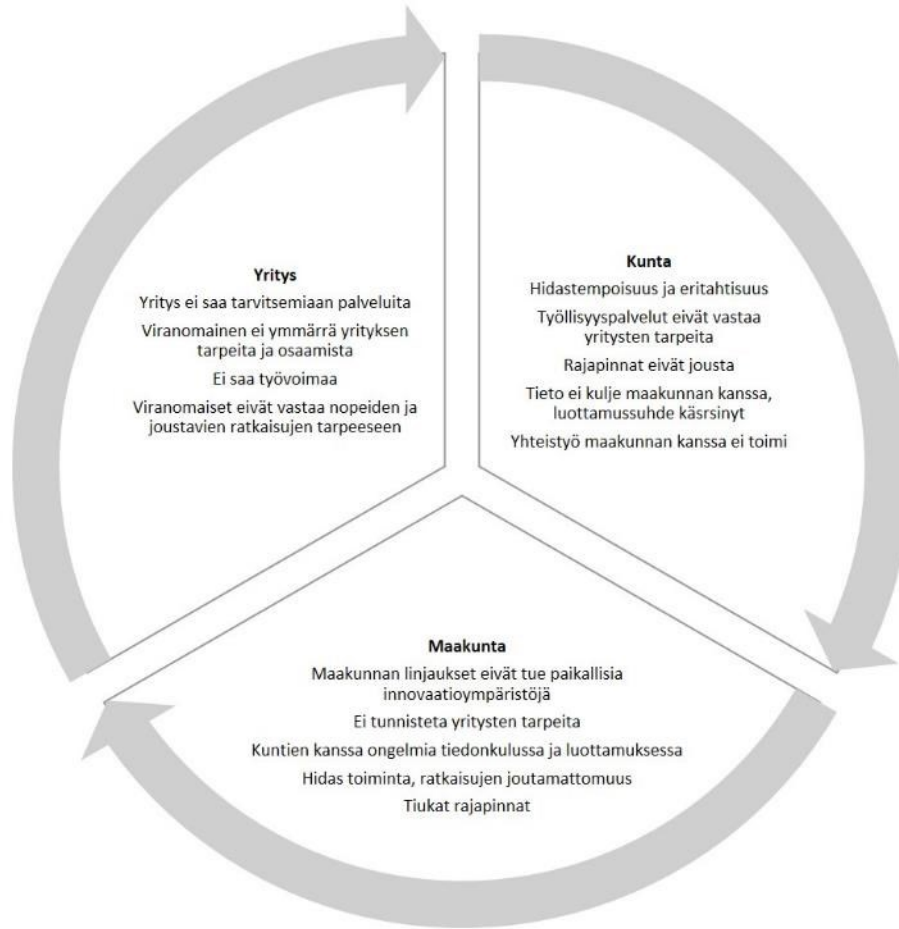 Yritys
Yritys ei saa tarvitsemiaan palveluita
Viranomainen ei ymmärrä yrityksen
tarpeita ja osaamista
Ei saa työvoimaa
Viranomaiset eivät vastaa nopeiden ja
joustavien ratkaisujen tarpeeseen
Kunta
Hidastempoisuus ja eritahtisuus
Työllisyyspalvelut eivät vastaa
yritysten tarpeita
Rajapinnat eivät jousta
Tieto ei kulje maakunnan kanssa,
luottamussuhde käsrsinyt
Yhteistyö maakunnan kanssa ei toimi
Maakunta
Maakunnan linjaukset eivät tue paikallisia
innovaatioympäristöjä
Ei tunnisteta yritysten tarpeita
Kuntien kanssa ongelmia tiedonkulussa ja luottamuksessa
Hidas toiminta, ratkaisujen joutamattomuus
Tiukat rajapinnat